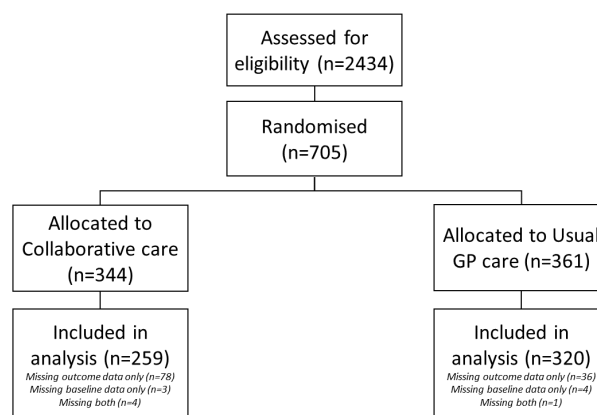 Assessed for
eligibility (n=2434)
Randomised
(n=705)
Allocated to
Collaborative care
(n=344)
Allocated to Usual
GP care (n=361)
Included in
analysis (n=259)
Missing outcome data only (n=78)
Missing baseline data only (n=3)
Missing both (n=4)
Included in
analysis (n=320)
Missing outcome data only (n=36)
Missing baseline data only (n=4)
Missing both (n=1)